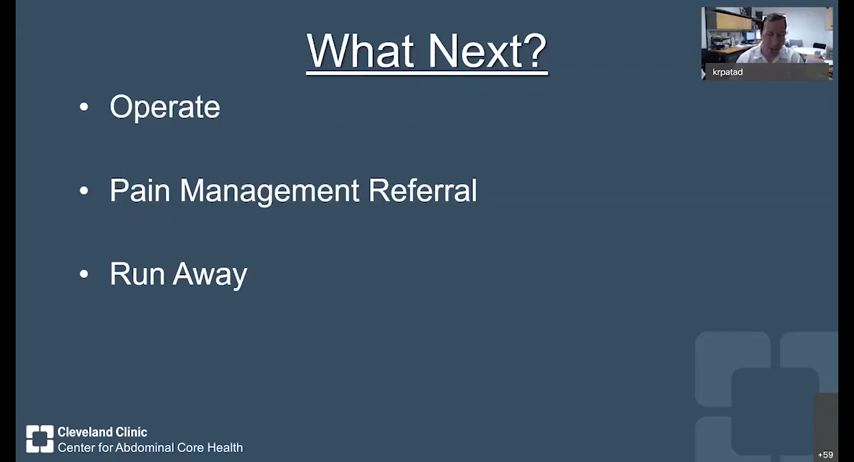 What Next?
krpatad
• Operate
• Pain Management Referral
• Run Away
Cleveland Clinic
Center for Abdominal Core Health
+59